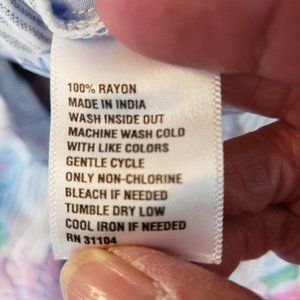 100% RAYON
MADE IN INDIA
WASH INSIDE OUT
MACHINE WASH COLD
WITH LIKE COLORS
GENTLE CYCLE
ONLY NON-CHLORINE
BLEACH IF NEEDED
TUMBLE DRY LOW
COOL IRON IF NEEDED
RN 31104